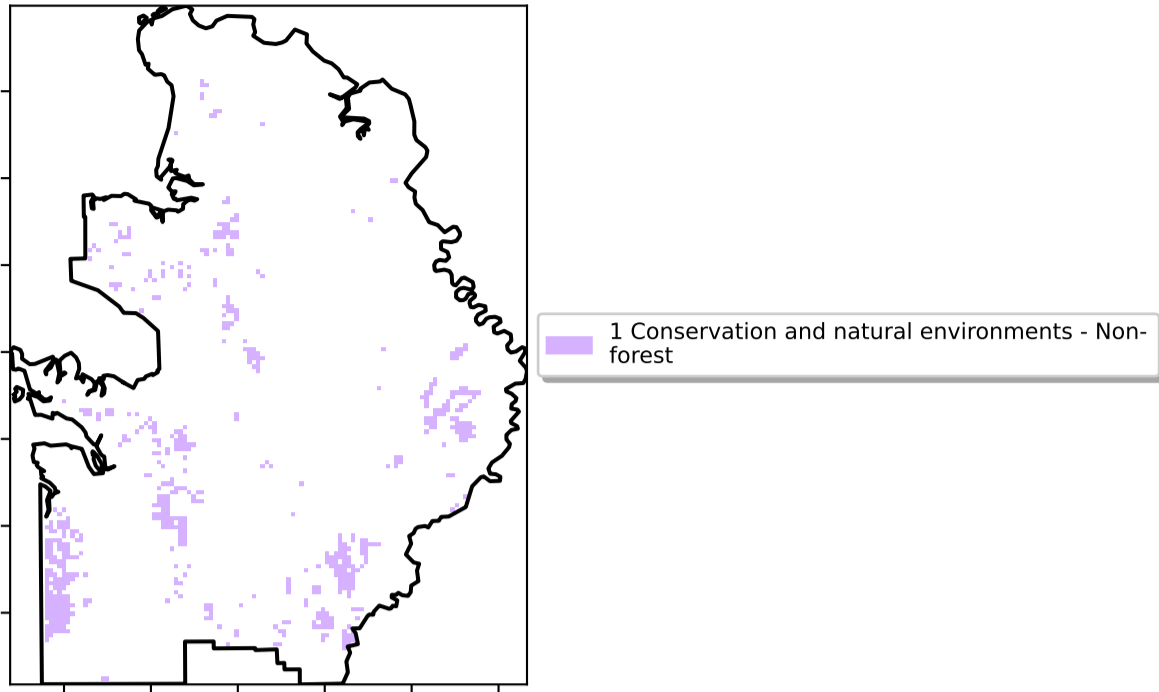 1 Conservation and natural environments - Non-
forest